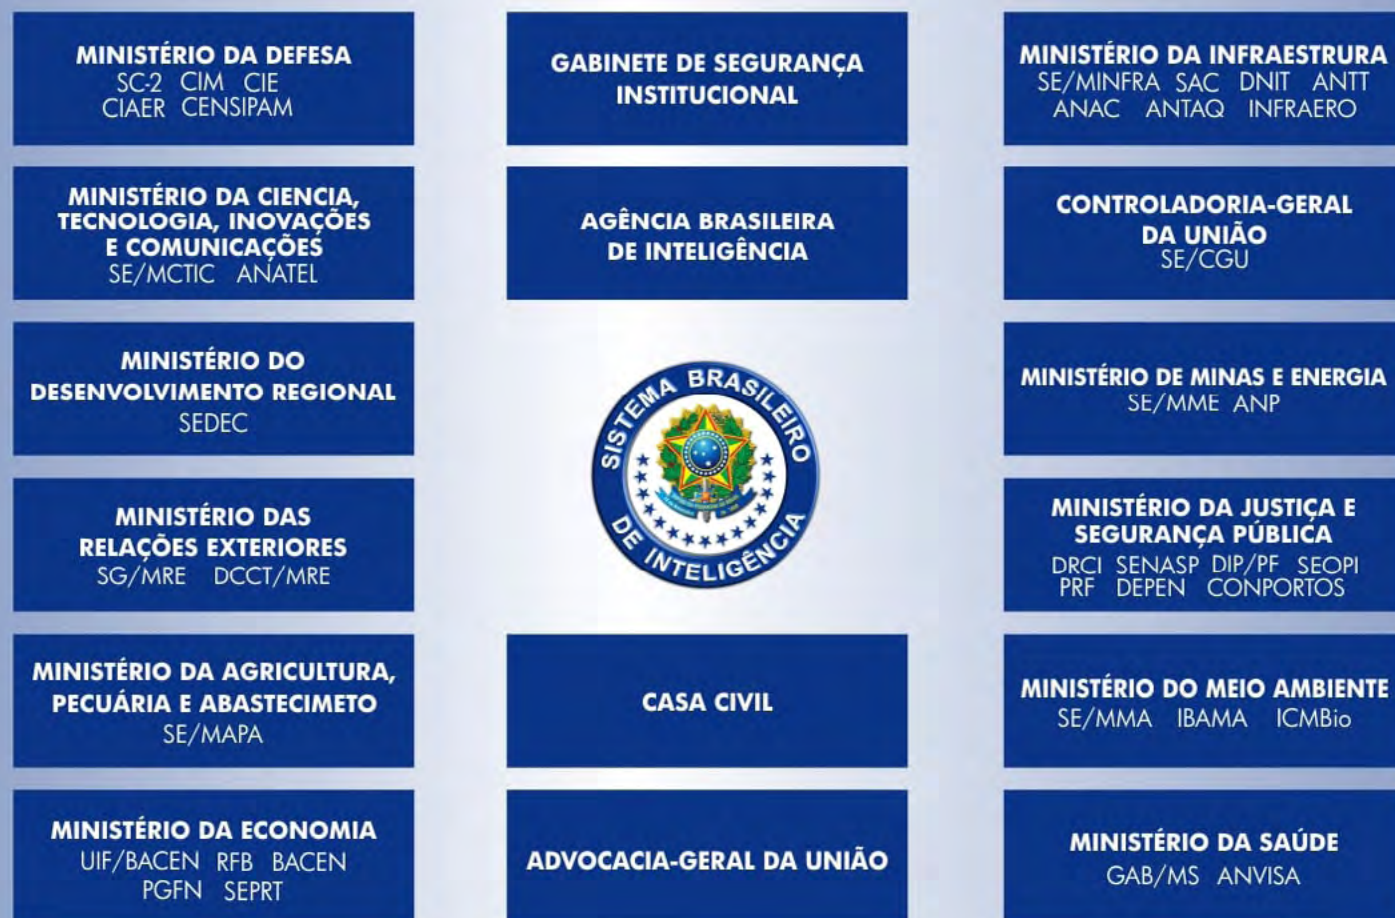 MINISTÉRIO DA DEFESA
SC-2 CIM CIE
CIAER CENSIPAM
MINISTÉRIO DA CIENCIA,
TECNOLOGIA, INOVAÇÕES
E COMUNICAÇÕES
SE/MCTIC ANATEL
MINISTÉRIO DO
DESENVOLVIMENTO REGIONAL
SEDEC
MINISTÉRIO DAS
RELAÇÕES EXTERIORES
SG/MRE DCCT/MRE
MINISTÉRIO DA AGRICULTURA,
PECUÁRIA E ABASTECIMETO
SE/MAPA
MINISTÉRIO DA ECONOMIA
UIF/BACEN RFB BACEN
PGFN SEPRT
GABINETE DE SEGURANÇA
INSTITUCIONAL
AGÊNCIA BRASILEIRA
DE INTELIGÊNCIA
SISTEMA BRASILEIRO
DE INTELIGÊNCIA
CASA CIVIL
ADVOCACIA-GERAL DA UNIÃO
MINISTÉRIO DA INFRAESTRURA
SE/MINFRA SAC DNIT ANTT
ANAC ANTAQ INFRAERO
CONTROLADORIA-GERAL
DA UNIÃO
SE/CGU
MINISTÉRIO DE MINAS E ENERGIA
SE/MME ANP
MINISTÉRIO DA JUSTIÇA E
SEGURANÇA PÚBLICA
DRCI SENASP DIP/PF SEOPI
PRF DEPEN CONPORTOS
MINISTÉRIO DO MEIO AMBIENTE
SE/MMA IBAMA ICMBio
MINISTÉRIO DA SAÚDE
GAB/MS ANVISA